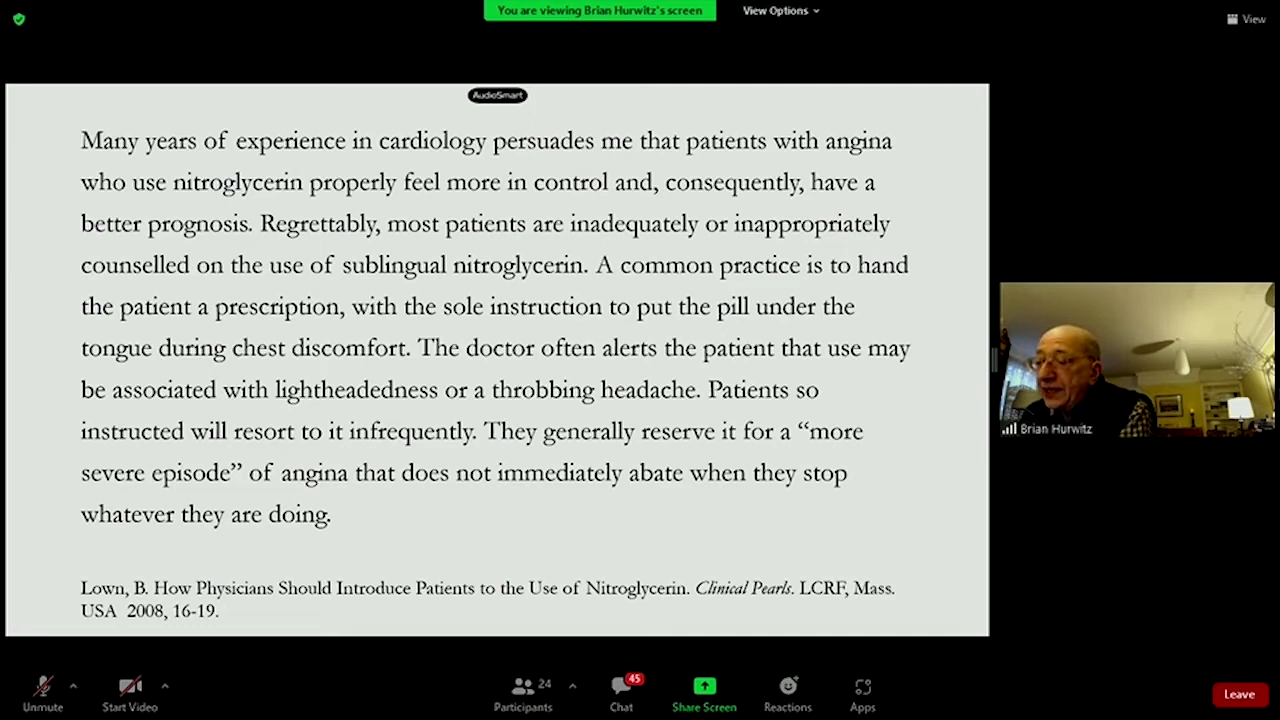 You are viewing Brian Hurwitz's screen
View Options
View
AudioSmart
Many years of experience in cardiology persuades me that patients with angina
who use nitroglycerin properly feel more in control and, consequently, have a
better prognosis. Regrettably, most patients are inadequately or inappropriately
counselled on the use of sublingual nitroglycerin. A common practice is to hand
the patient a prescription, with the sole instruction to put the pill under the
tongue during chest discomfort. The doctor often alerts the patient that use may
be associated with lightheadedness or a throbbing headache. Patients so
instructed will resort to it infrequently. They generally reserve it for a “more
severe episode” of angina that does not immediately abate when they stop
whatever they are doing.
Lown, B. How Physicians Should Introduce Patients to the Use of Nitroglycerin. Clinical Pearls. LCRF, Mass.
USA 2008, 16-19.
Brian Hurwitz
Unmute
Start Video
24
Participants
45
Chat
Share Screen
Reactions
Apps
Leave